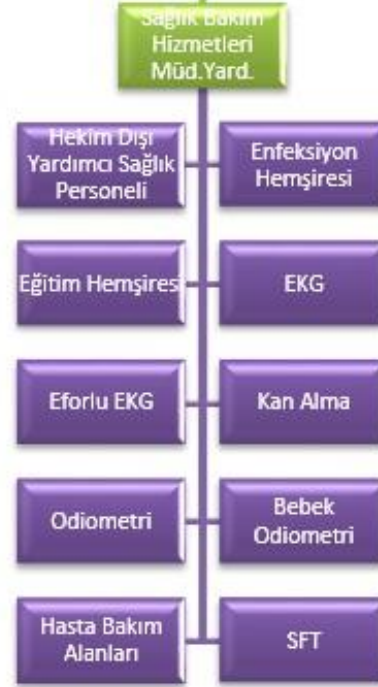 Sağlık Bakım
Hizmetleri
Müd.Yard.
Hekim Dışı
Yardımcı Sağlık
Personeli
Enfeksiyon
Hemşiresi
Eğitim Hemşiresi
EKG
Eforlu EKG
Kan Alma
Odiometri
Bebek
Odiometri
Hasta Bakım
Alanları
SFT